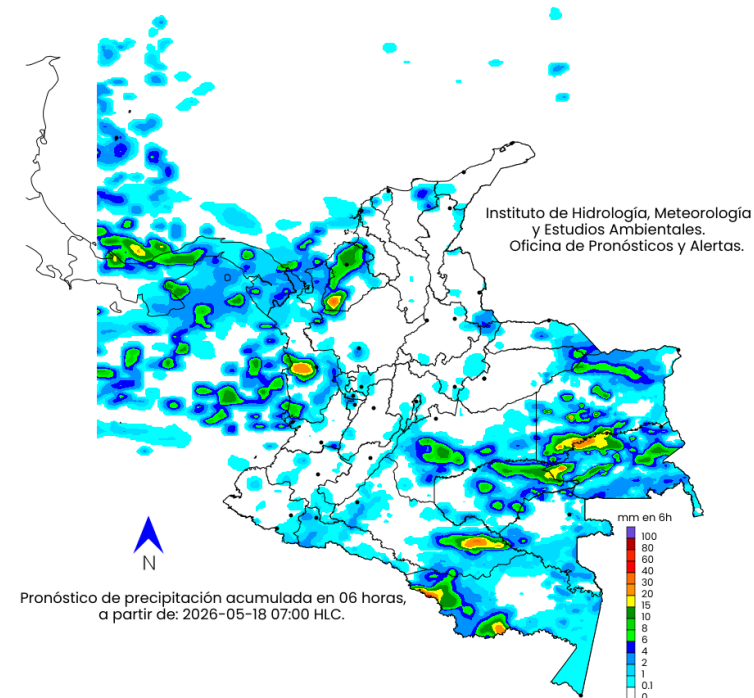 Instituto de Hidrología, Meteorología
y Estudios Ambientales.
Oficina de Pronósticos y Alertas.
mm en 6h
100
80
60
40
30
20
15
10
8
6
4
2
1
0.1
0
N
Pronóstico de precipitación acumulada en 06 horas,
a partir de: 2026-05-18 07:00 HLC.